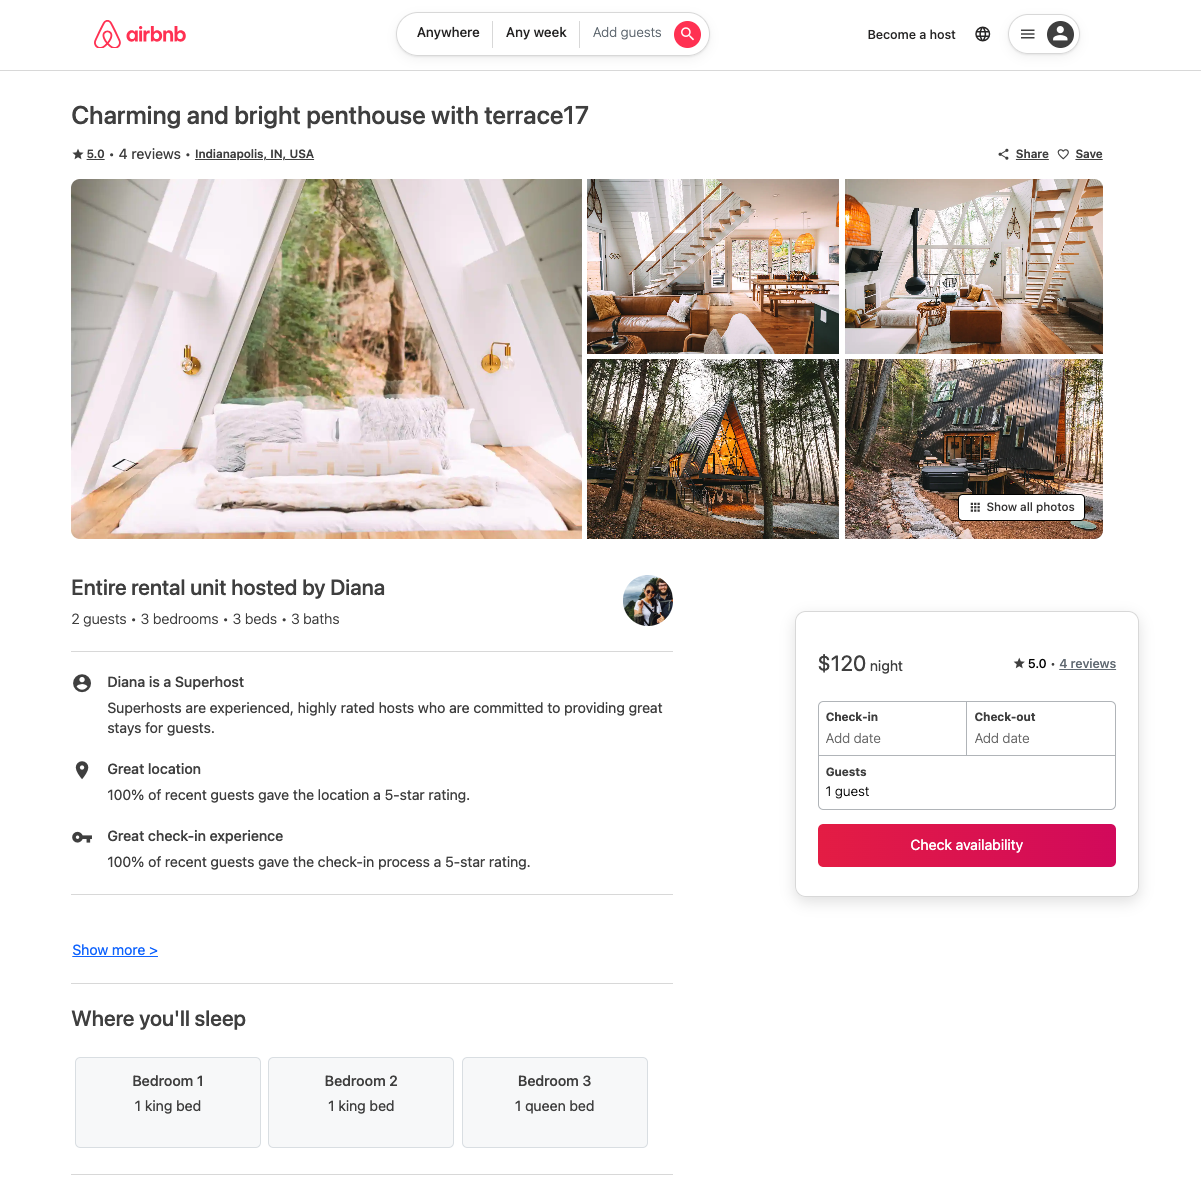 airbnb
Anywhere
Any week
Add guests
Become a host
Charming and bright penthouse with terrace17
5.0 • 4 reviews • Indianapolis, IN, USA
Share
Save
Show all photos
Entire rental unit hosted by Diana
2 guests • 3 bedrooms • 3 beds • 3 baths
Diana is a Superhost
Superhosts are experienced, highly rated hosts who are committed to providing great
stays for guests.
Great location
100% of recent guests gave the location a 5-star rating.
Great check-in experience
100% of recent guests gave the check-in process a 5-star rating.
Show more >
$120 night
5.0 • 4 reviews
Check-in
Add date
Check-out
Add date
Guests
1 guest
Check availability
Where you'll sleep
Bedroom 1
1 king bed
Bedroom 2
1 king bed
Bedroom 3
1 queen bed